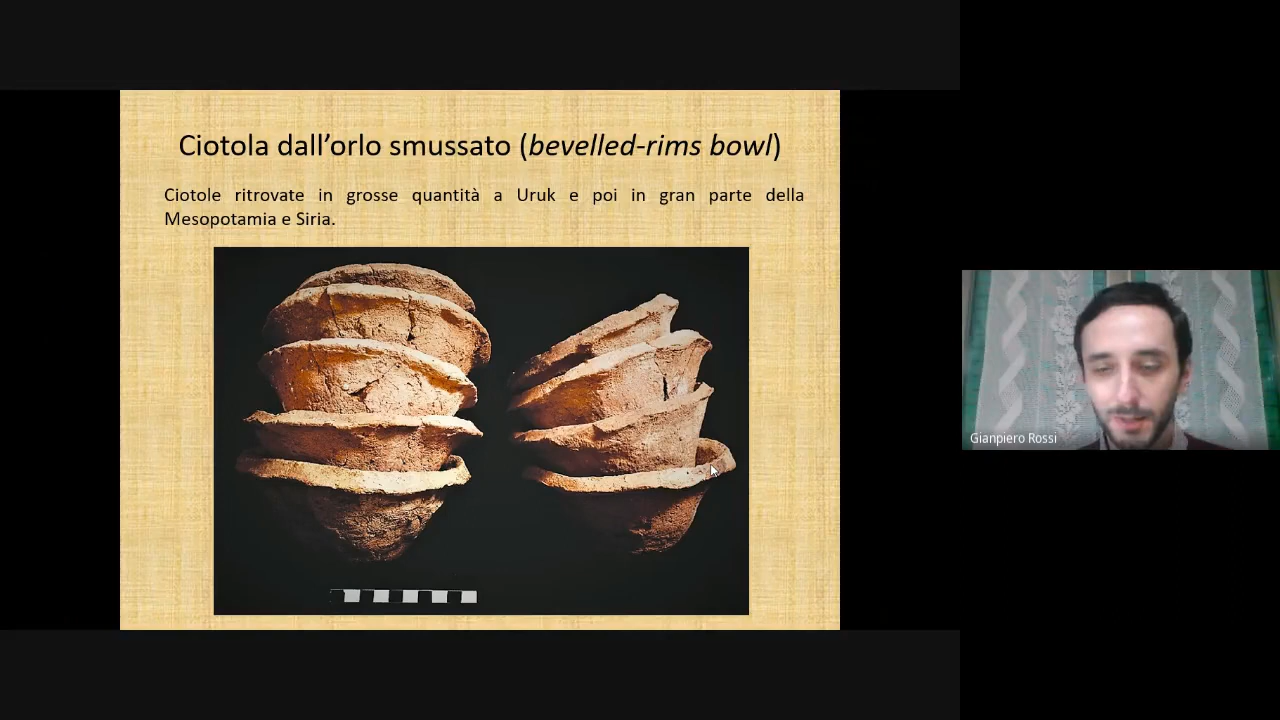 Ciotola dall’orlo smussato (bevelled-rims bowl)
Ciotole ritrovate in grosse quantità a Uruk e poi in gran parte della
Mesopotamia e Siria.
Gianpiero Rossi